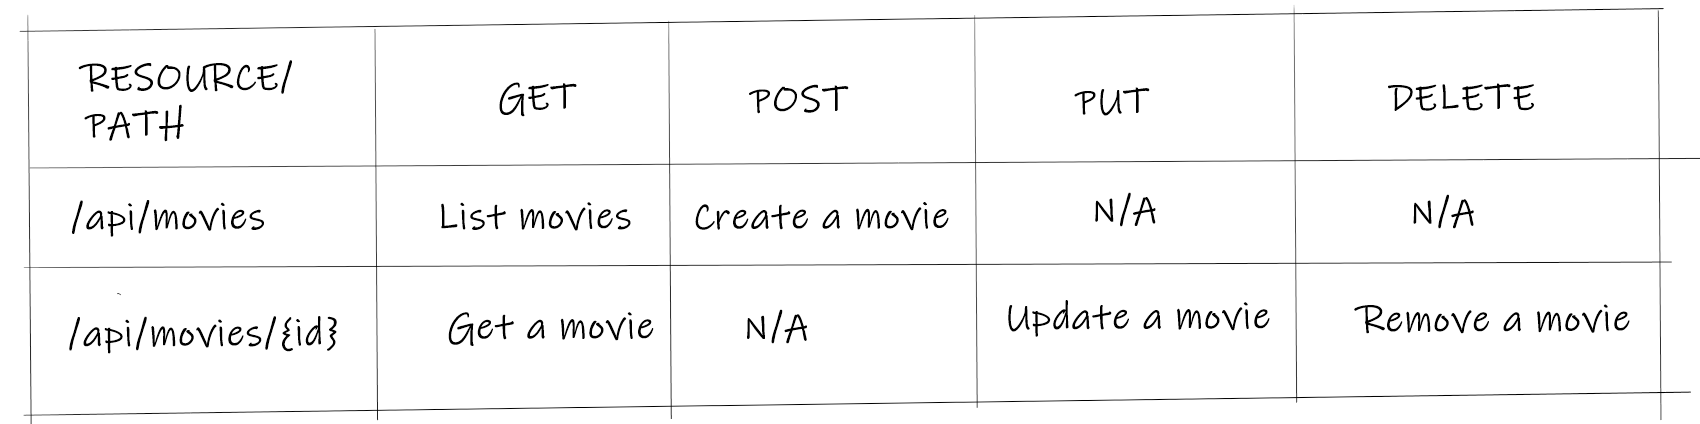 RESOURCE/
PATH
GET
POST
PUT
DELETE
/api/movies
List movies
Create a movie
N/A
N/A
/api/movies/{id}
Get a movie
N/A
Update a movie
Remove a movie